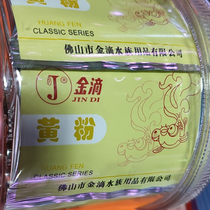 HUANG FEN
CLASSIC SERIES
佛山市金滴水族用品有限公司
J®
金滴
JIN DI
黄粉
HUANG FEN
CLASSIC SERIES
佛山市金滴水族用品有限公司